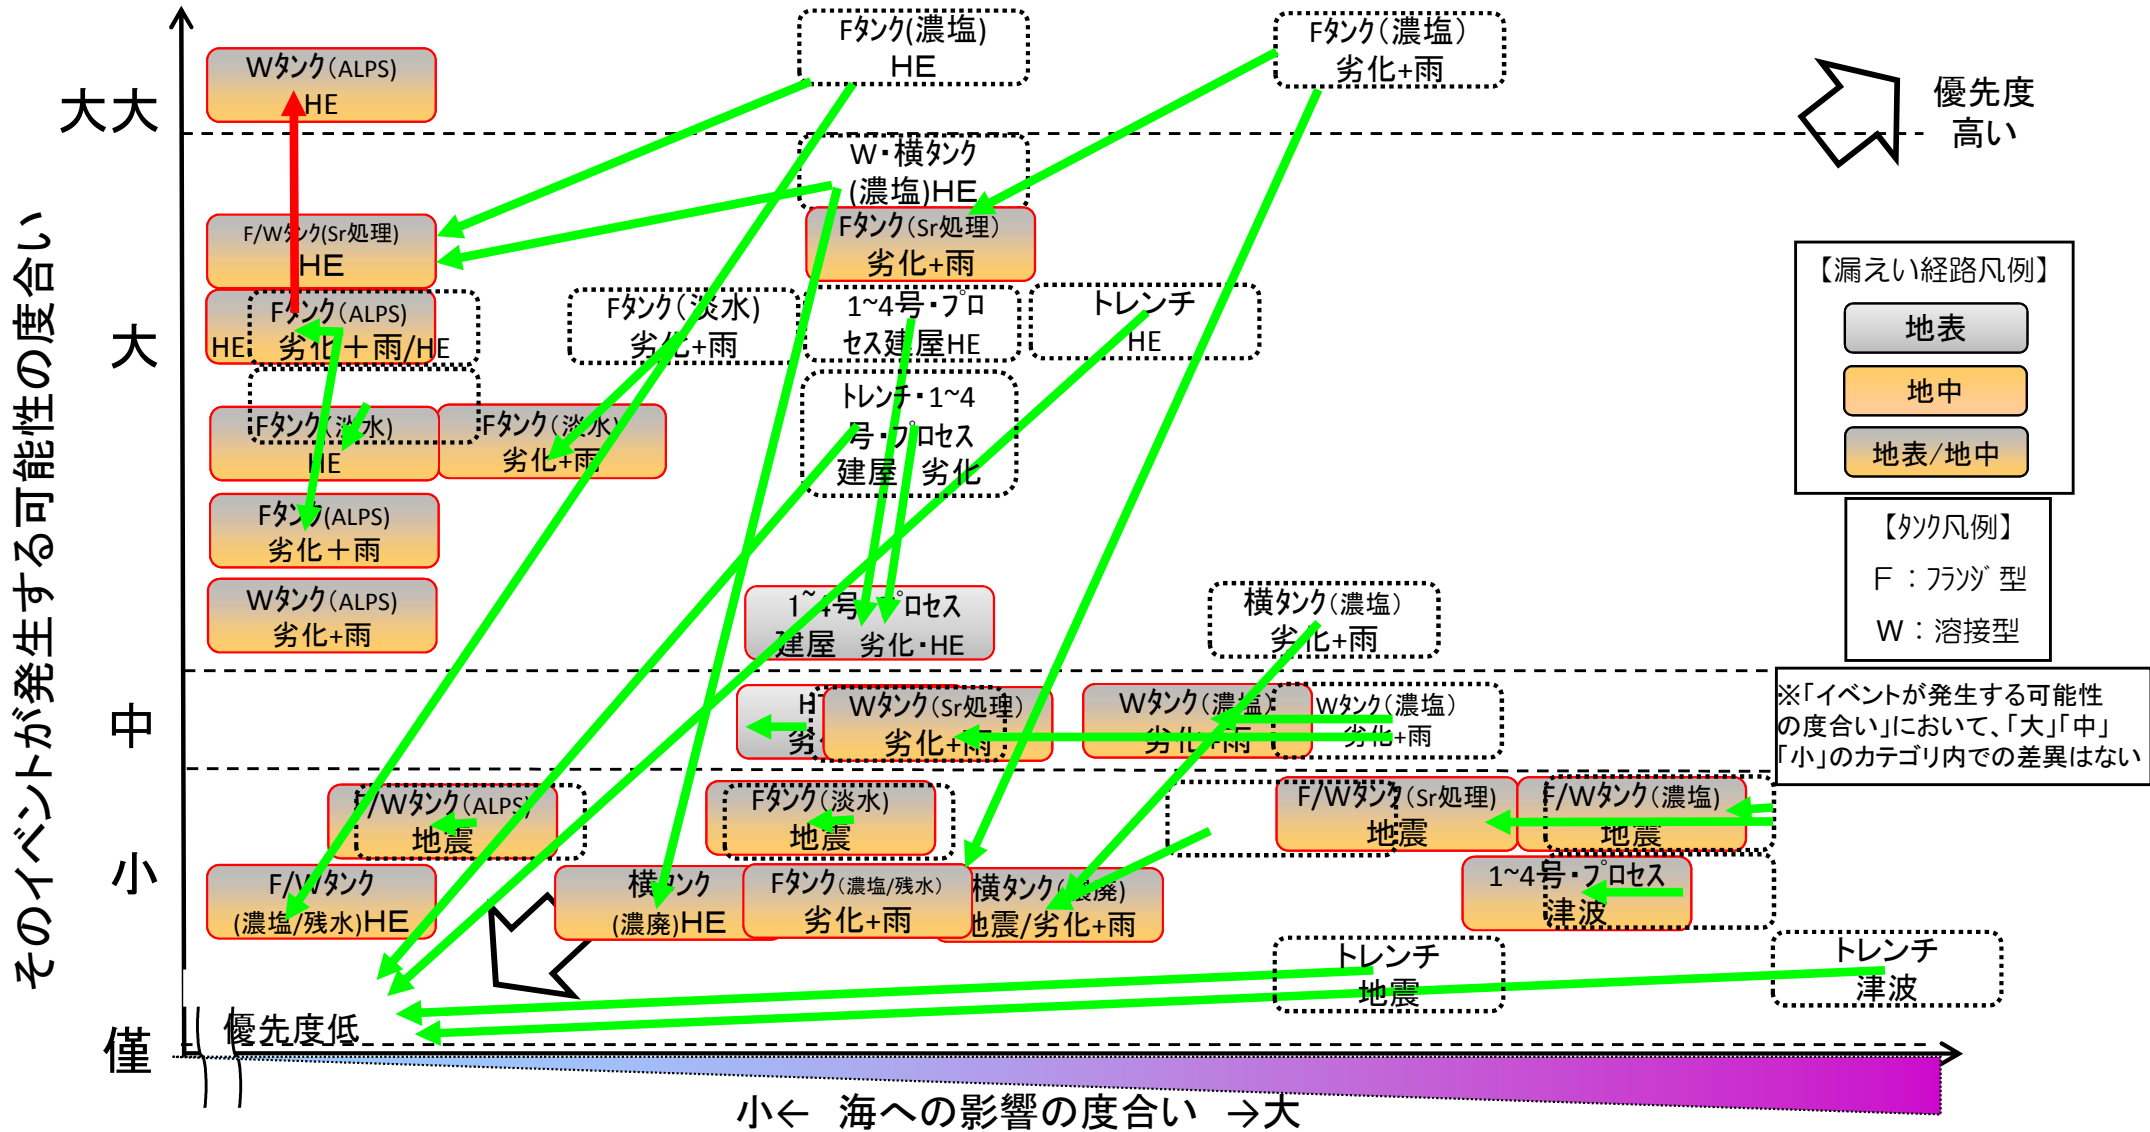 そのイベントが発生する可能性の度合い
大大
大
中
小
僅
Wタンク(ALPS)
HE
Fタンク(濃塩)
HE
Fタンク(濃塩)
劣化+雨
優先度
高い
W・横タンク
(濃塩)HE
F/Wタンク(Sr処理)
HE
Fタンク(Sr処理)
劣化+雨
HE
Fタンク(ALPS)
劣化+雨/HE
Fタンク(淡水)
劣化+雨
1~4号・プロ
セス建屋HE
トレンチ
HE
トレンチ・1~4
号・プロセス
建屋 劣化
Fタンク(淡水)
HE
Fタンク(淡水)
劣化+雨
Fタンク(ALPS)
劣化+雨
Wタンク(ALPS)
劣化+雨
1~4号・プロセス
建屋 劣化・HE
横タンク(濃塩)
劣化+雨
H
劣
Wタンク(Sr処理)
劣化+雨
Wタンク(濃塩)
劣化+雨
Wタンク(濃塩)
劣化+雨
F/Wタンク(ALPS)
地震
Fタンク(淡水)
地震
F/Wタンク(Sr処理)
地震
F/Wタンク(濃塩)
地震
F/Wタンク
(濃塩/残水)HE
横タンク
(濃廃)HE
Fタンク(濃塩/残水)
劣化+雨
横タンク(濃廃)
地震/劣化+雨
1~4号・プロセス
津波
トレンチ
地震
トレンチ
津波
優先度低
小← 海への影響の度合い →大
【漏えい経路凡例】
地表
地中
地表/地中
【タンク凡例】
F:フランジ型
W:溶接型
※「イベントが発生する可能性
の度合い」において、「大」「中」
「小」のカテゴリ内での差異はない